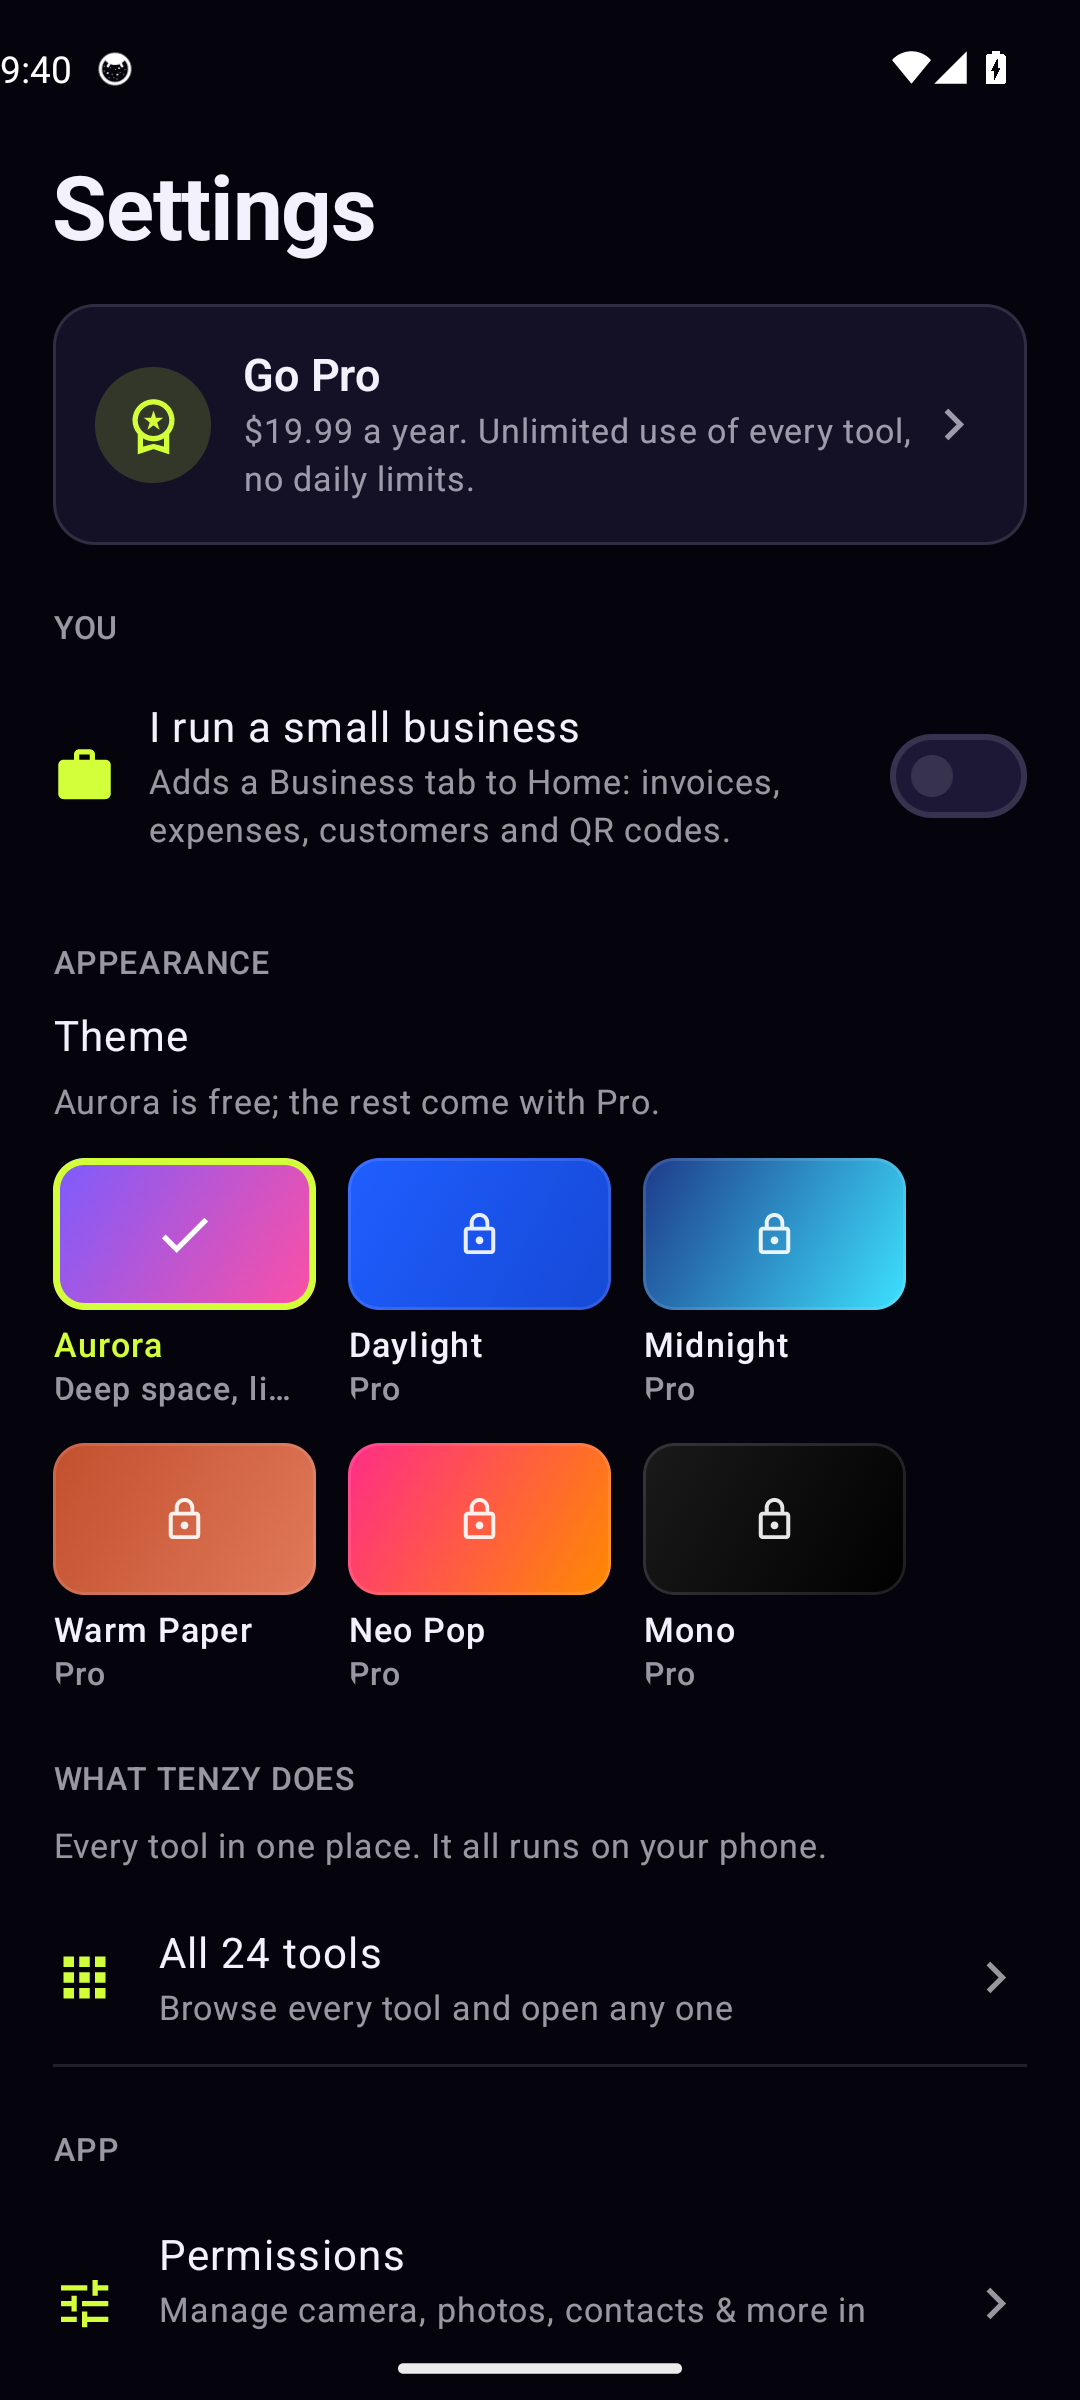 9:40
Settings
Go Pro
$19.99 a year. Unlimited use of every tool,
no daily limits.
YOU
I run a small business
Adds a Business tab to Home: invoices,
expenses, customers and QR codes.
APPEARANCE
Theme
Aurora is free; the rest come with Pro.
Aurora
Daylight
Midnight
Deep space, li…
Pro
Pro
Warm Paper
Neo Pop
Mono
Pro
Pro
Pro
WHAT TENZY DOES
Every tool in one place. It all runs on your phone.
All 24 tools
Browse every tool and open any one
APP
Permissions
Manage camera, photos, contacts & more in